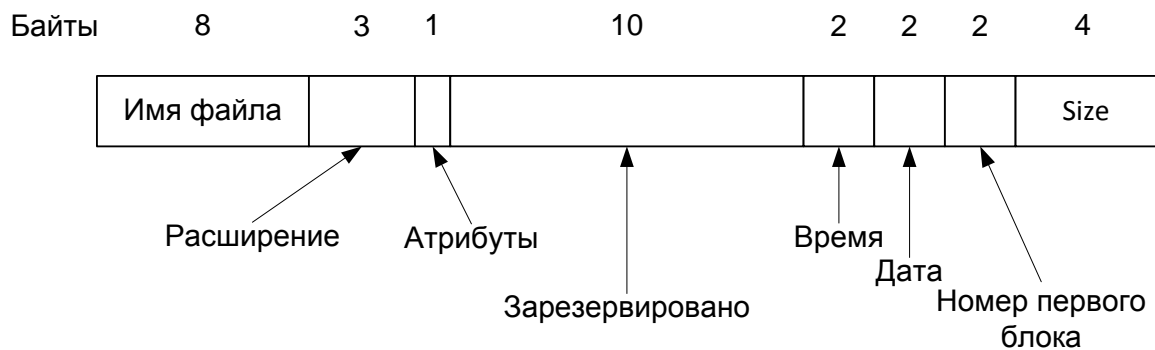 Байты 8 3 1 10 2 2 2 4
Имя файла Size
Расширение Атрибуты Время
Дата
Зарезервировано Номер первого
блока